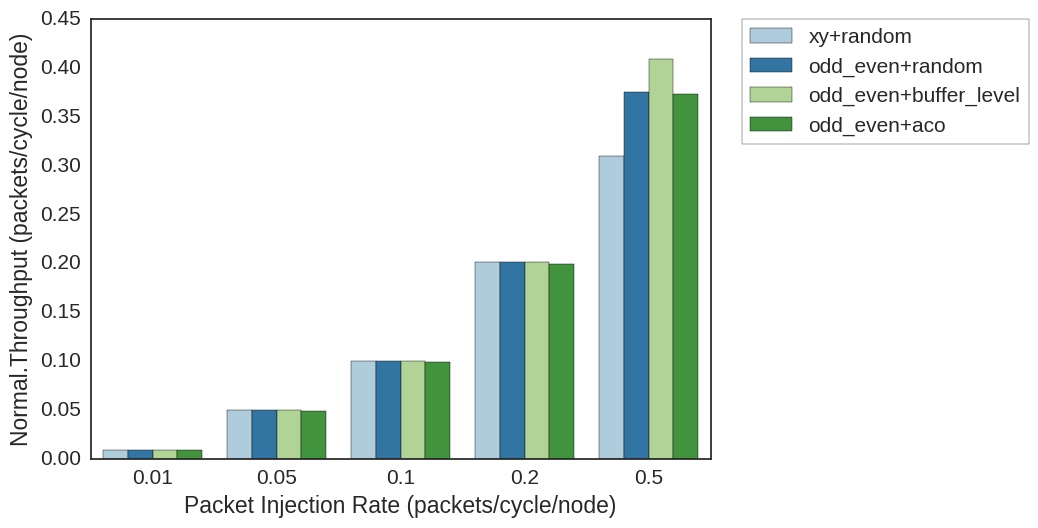 Normal.Throughput (packets/cycle/node)
0.45
0.40
0.35
0.30
0.25
0.20
0.15
0.10
0.05
0.00
0.01
0.05
0.1
0.2
0.5
Packet Injection Rate (packets/cycle/node)
xy+random
odd_even+random
odd_even+buffer_level
odd_even+aco